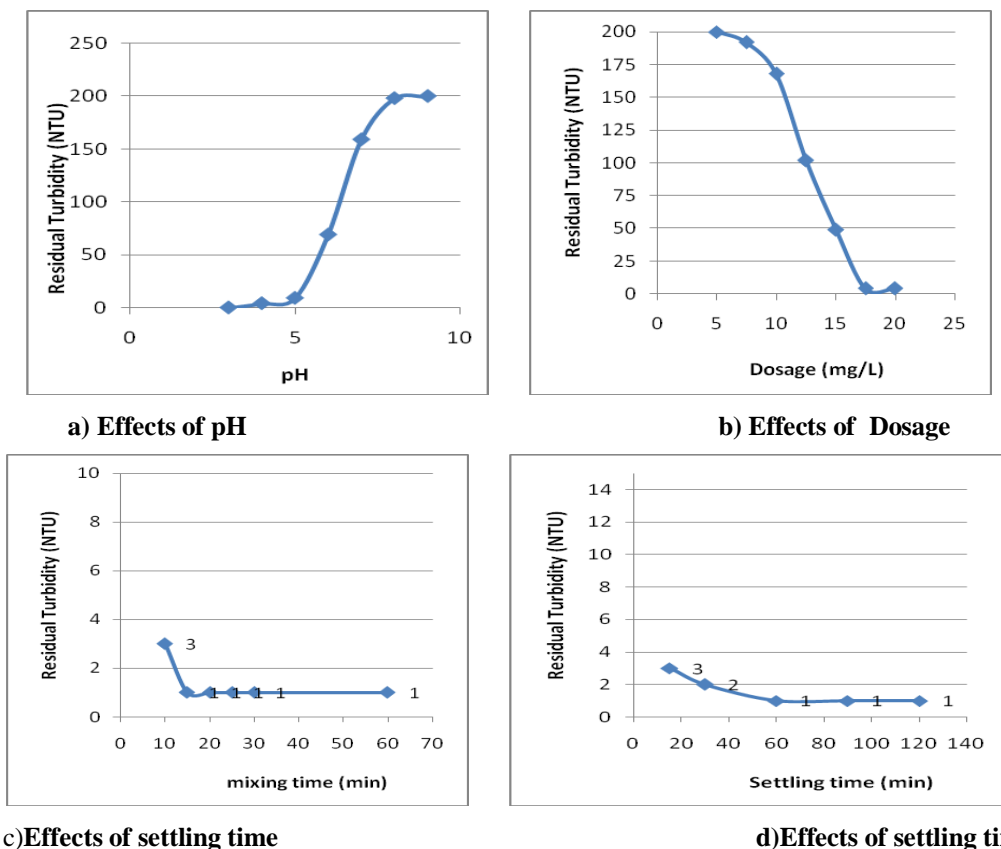 250
200
150
100
50
0
0 5 10
Residual Turbidity (NTU)
pH
200
175
150
125
100
75
50
25
0
0 5 10 15 20 25
Residual Turbidity (NTU)
Dosage (mg/L)
a) Effects of pH
b) Effects of Dosage
10
8
6
4
2
0
0 10 20 30 40 50 60 70
3 1 1 1 1 1
Residual Turbidity (NTU)
mixing time (min)
14
12
10
8
6
4
2
0
0 20 40 60 80 100 120 140
3 2 1 1 1
Residual Turbidity (NTU)
Settling time (min)
c)Effects of settling time
d)Effects of settling